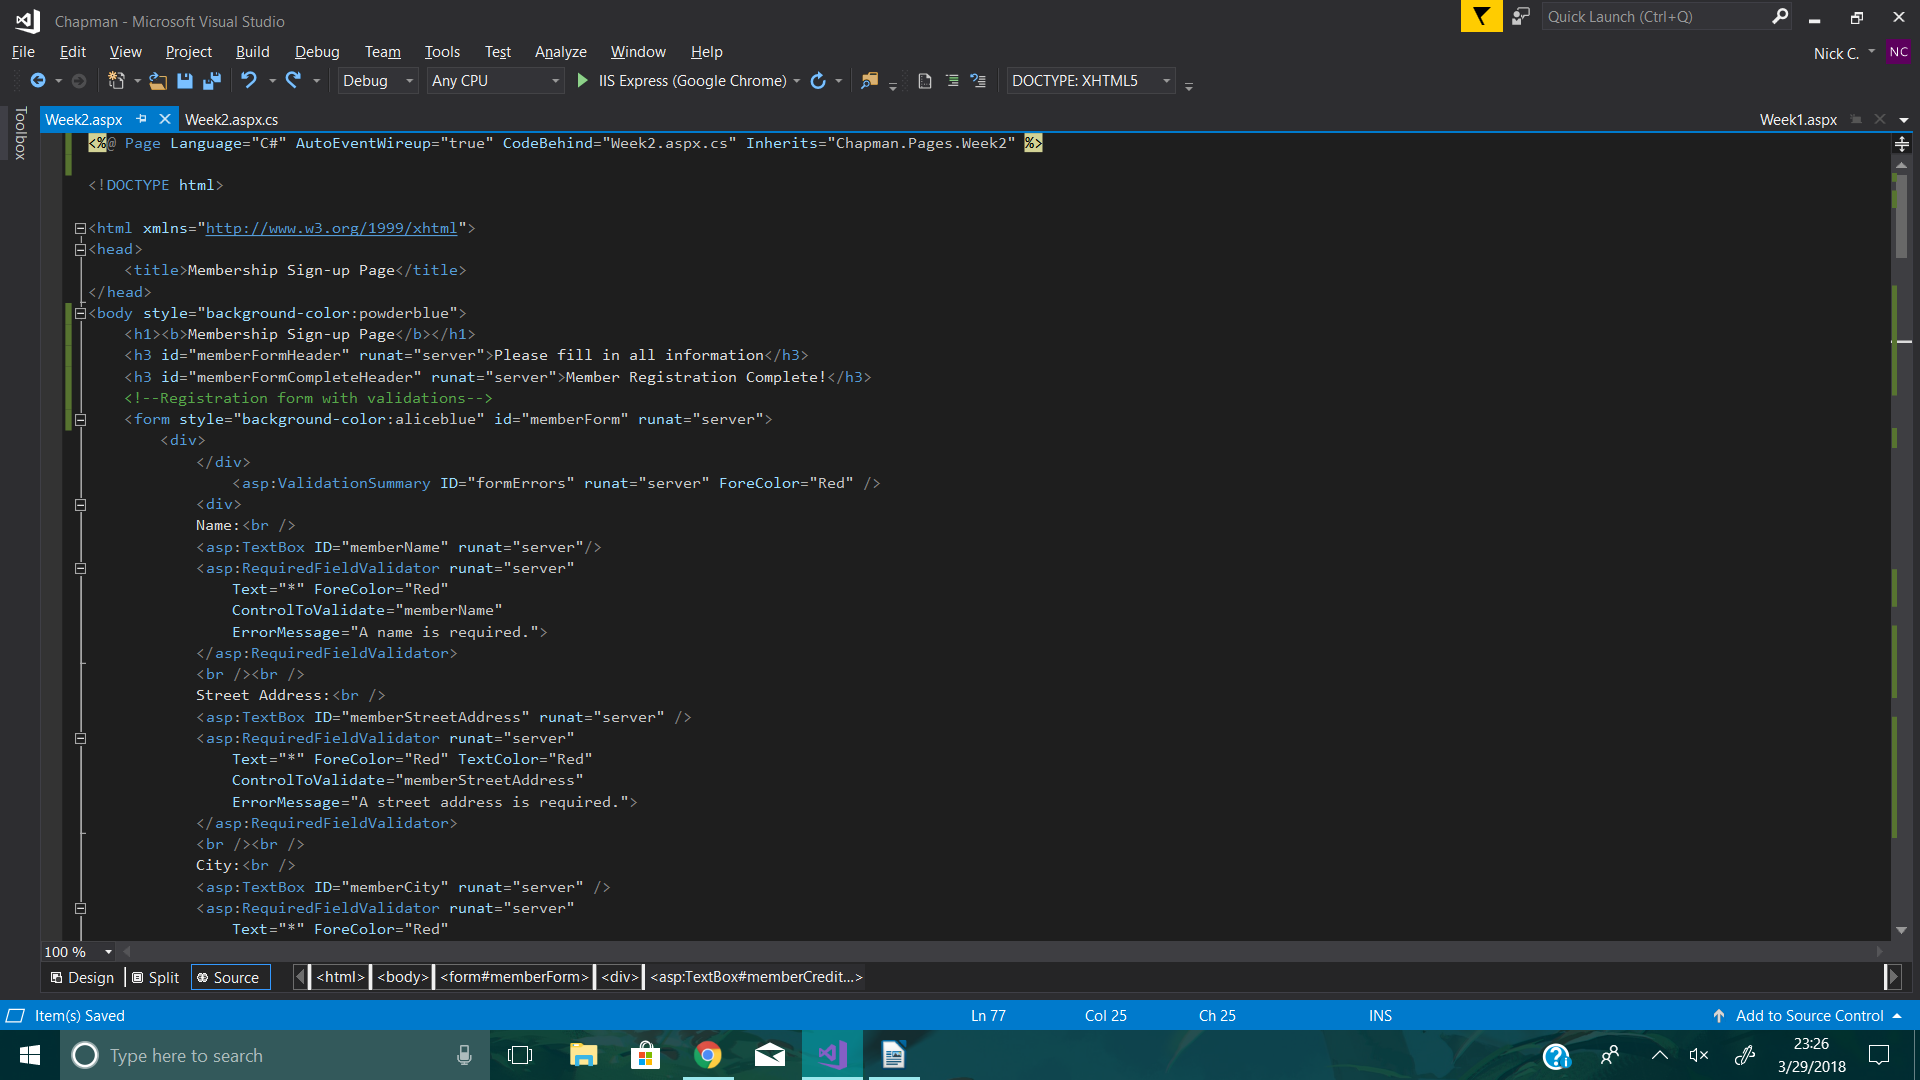 Chapman - Microsoft Visual Studio
Quick Launch (Ctrl+Q)
File Edit View Project Build Debug Team Tools Test Analyze Window Help
Nick C. NC
Debug Any CPU IIS Express (Google Chrome) DOCTYPE: XHTML5
Toolbox
Week2.aspx Week2.aspx.cs Week1.aspx
<%@ Page Language="C#" AutoEventWireup="true" CodeBehind="Week2.aspx.cs" Inherits="Chapman.Pages.Week2" %>
<!DOCTYPE html>
<html xmlns="http://www.w3.org/1999/xhtml">
<head>
<title>Membership Sign-up Page</title>
</head>
<body style="background-color:powderblue">
<h1><b>Membership Sign-up Page</b></h1>
<h3 id="memberFormHeader" runat="server">Please fill in all information</h3>
<h3 id="memberFormCompleteHeader" runat="server">Member Registration Complete!</h3>
<!--Registration form with validations-->
<form style="background-color:aliceblue" id="memberForm" runat="server">
<div>
</div>
<asp:ValidationSummary ID="formErrors" runat="server" ForeColor="Red" />
<div>
Name:<br />
<asp:TextBox ID="memberName" runat="server"/>
<asp:RequiredFieldValidator runat="server"
Text="*" ForeColor="Red"
ControlToValidate="memberName"
ErrorMessage="A name is required.">
</asp:RequiredFieldValidator>
<br /><br />
Street Address:<br />
<asp:TextBox ID="memberStreetAddress" runat="server" />
<asp:RequiredFieldValidator runat="server"
Text="*" ForeColor="Red" TextColor="Red"
ControlToValidate="memberStreetAddress"
ErrorMessage="A street address is required.">
</asp:RequiredFieldValidator>
<br /><br />
City:<br />
<asp:TextBox ID="memberCity" runat="server" />
<asp:RequiredFieldValidator runat="server"
Text="*" ForeColor="Red"
100 %
Design Split Source <html> <body> <form#memberForm> <div> <asp:TextBox#memberCredit...>
Item(s) Saved Ln 77 Col 25 Ch 25 INS Add to Source Control
Type here to search
23:26
3/29/2018